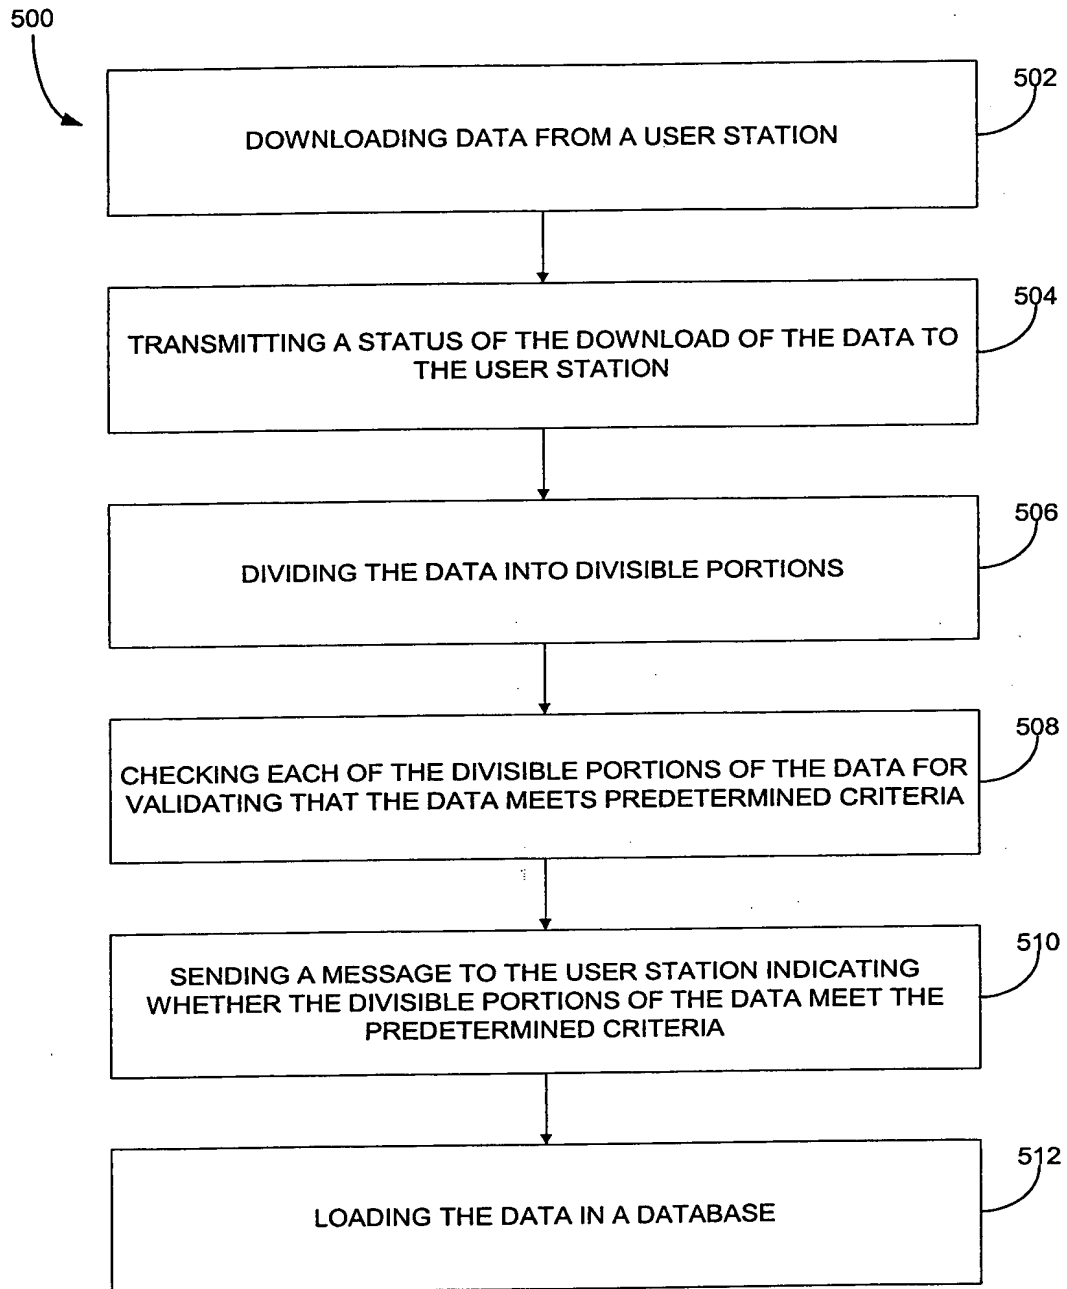 500
502
DOWNLOADING DATA FROM A USER STATION
504
TRANSMITTING A STATUS OF THE DOWNLOAD OF THE DATA TO
THE USER STATION
506
DIVIDING THE DATA INTO DIVISIBLE PORTIONS
508
CHECKING EACH OF THE DIVISIBLE PORTIONS OF THE DATA FOR
VALIDATING THAT THE DATA MEETS PREDETERMINED CRITERIA
510
SENDING A MESSAGE TO THE USER STATION INDICATING
WHETHER THE DIVISIBLE PORTIONS OF THE DATA MEET THE
PREDETERMINED CRITERIA
512
LOADING THE DATA IN A DATABASE